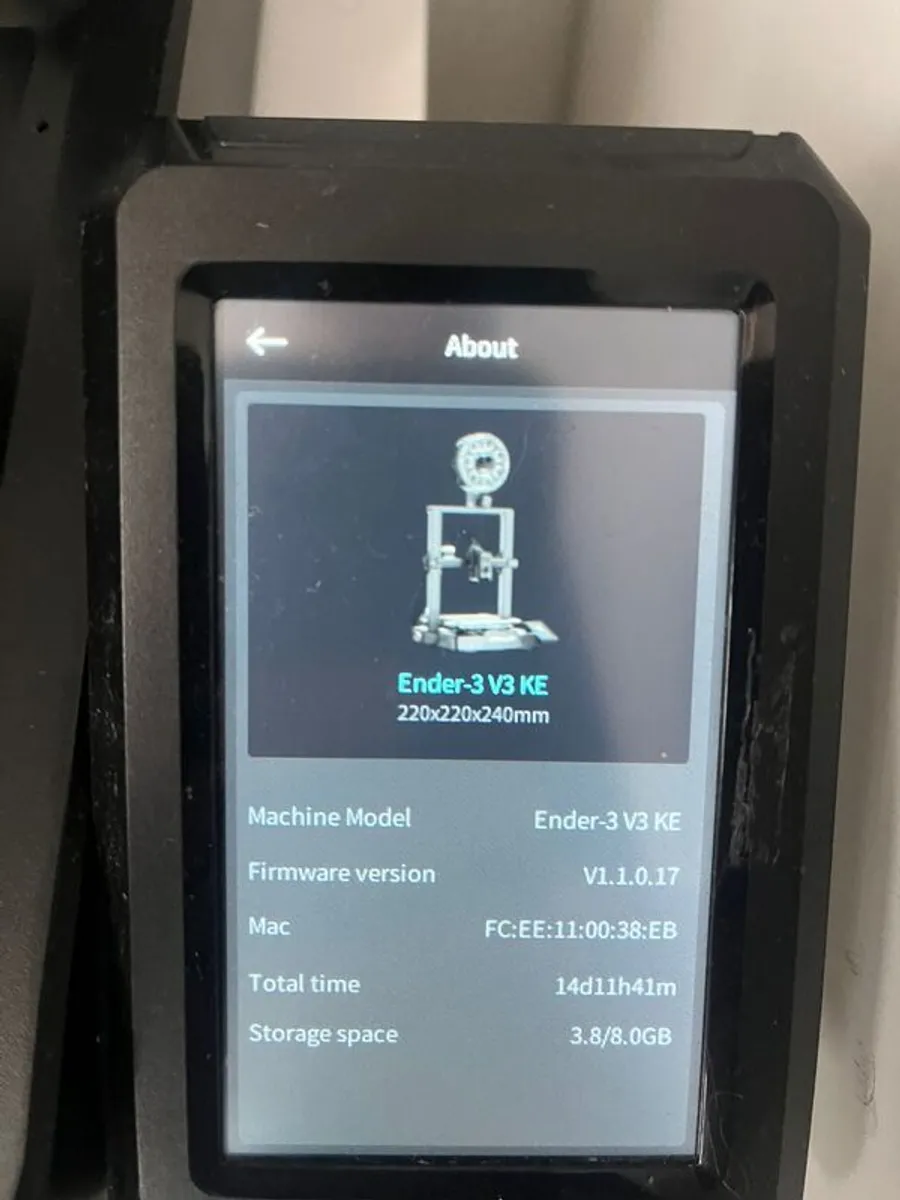 About
Ender-3 V3 KE
220x220x240mm
Machine Model Ender-3 V3 KE
Firmware version V1.1.0.17
Mac FC:EE:11:00:38:EB
Total time 14d11h41m
Storage space 3.8/8.0GB